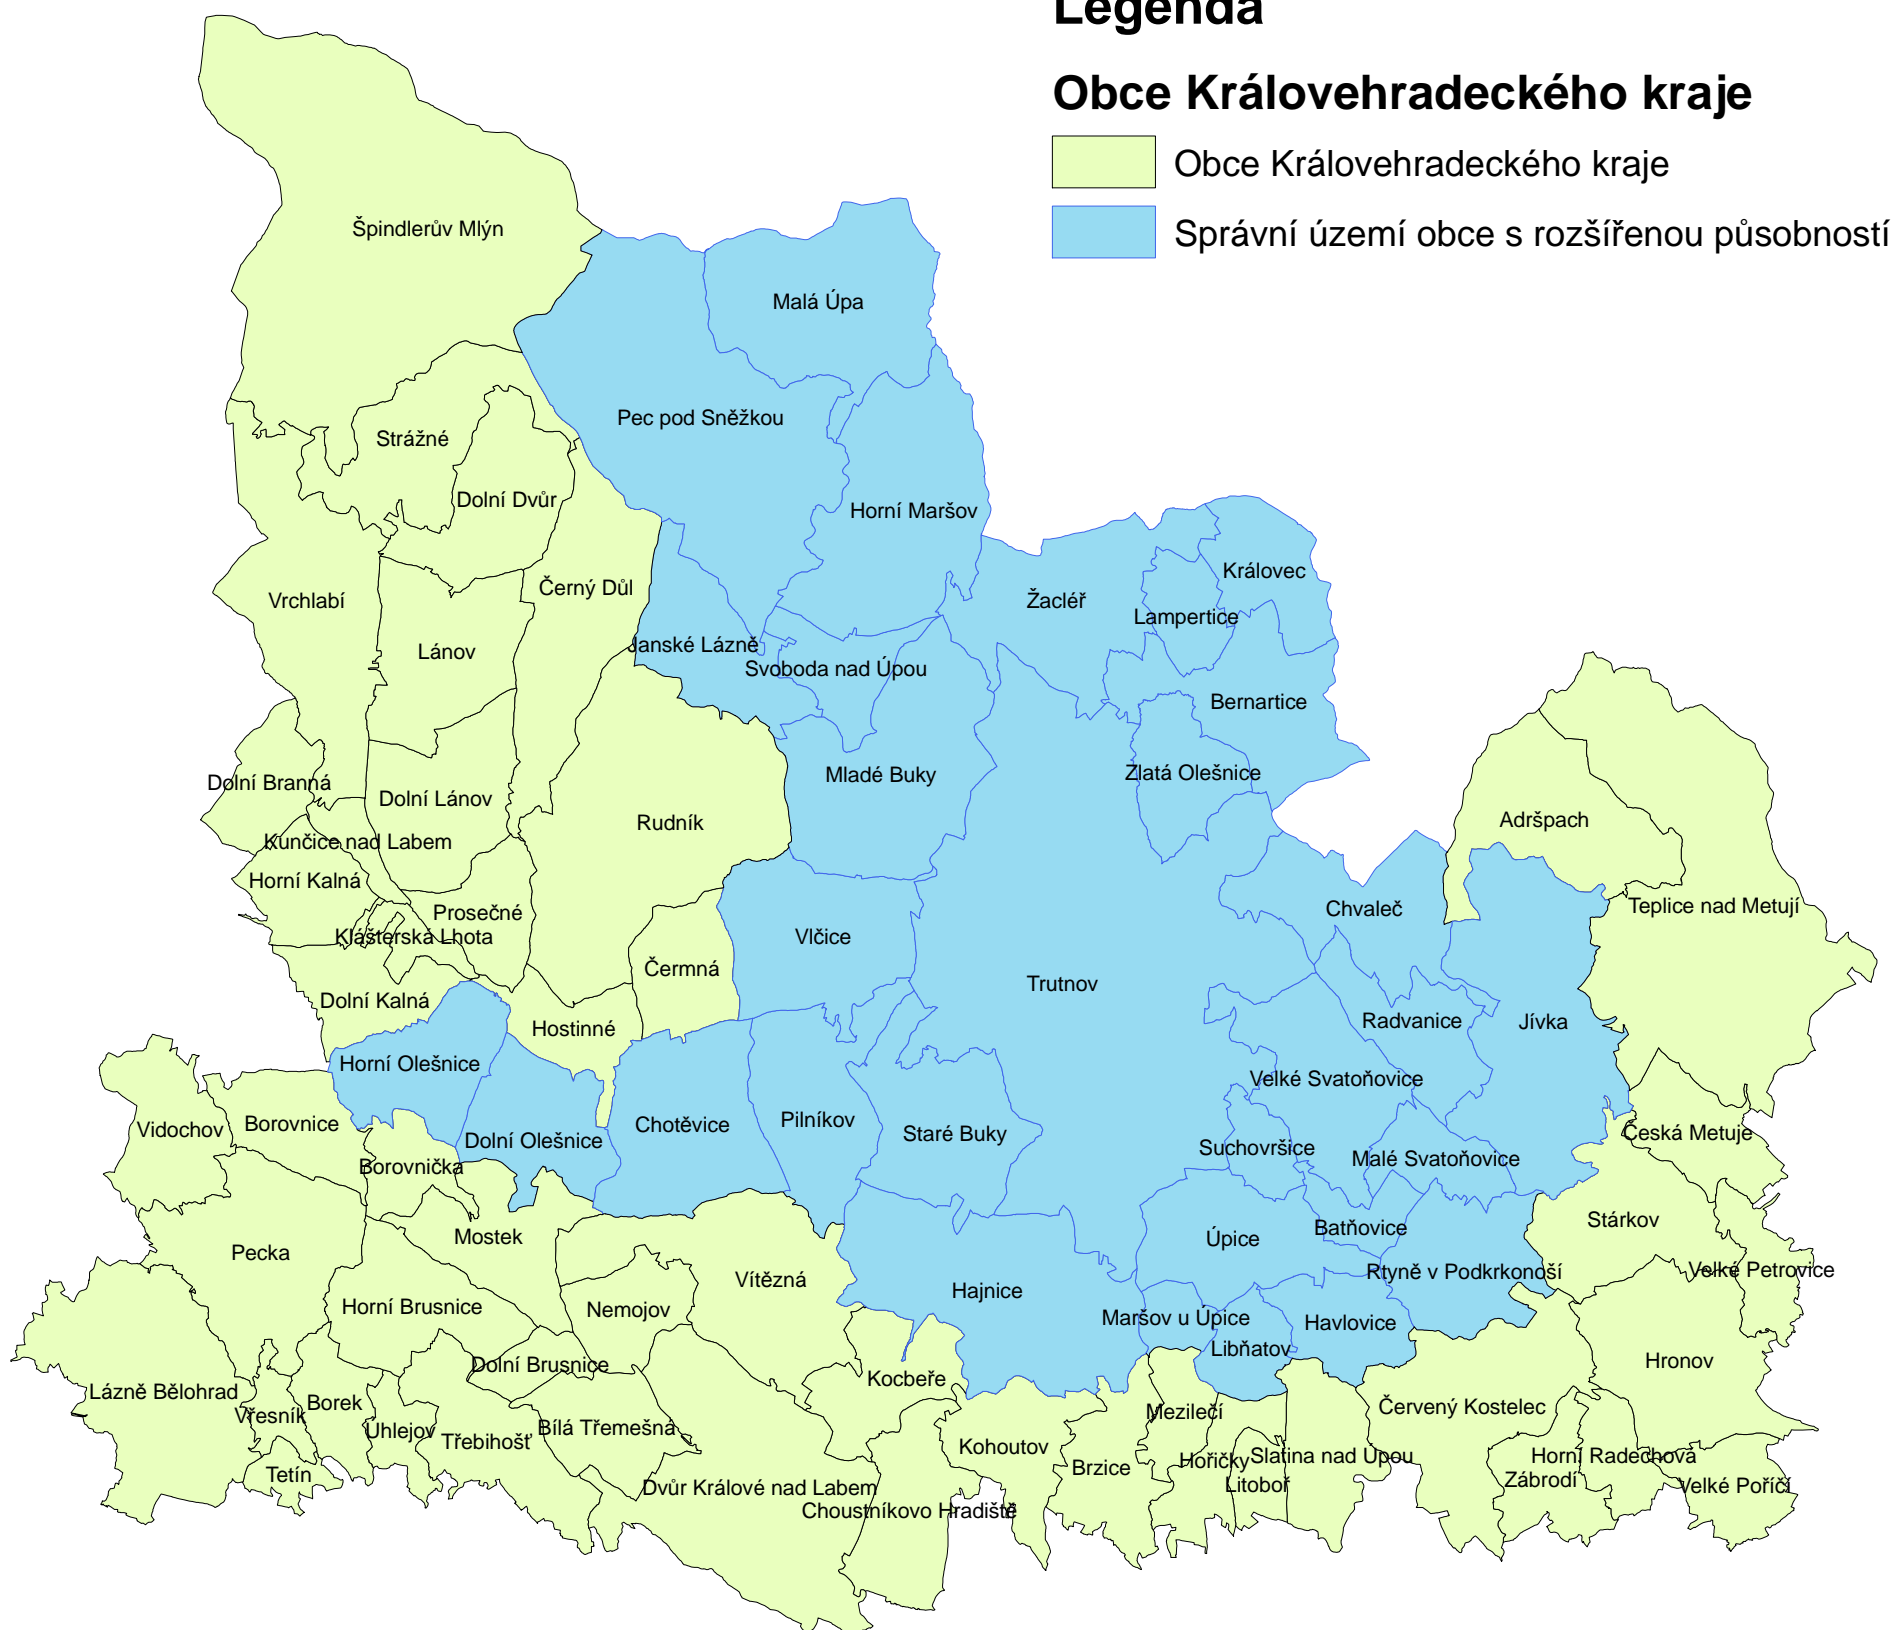 Legenda
Obce Královehradeckého kraje
Obce Královehradeckého kraje
Správní území obce s rozšířenou působností
Špindlerův Mlýn
Malá Úpa
Pec pod Sněžkou
Strážné
Dolní Dvůr
Horní Maršov
Královec
Černý Důl
Vrchlabí
Žacléř
Lampertice
Janské Lázně
Lánov
Svoboda nad Úpou
Bernartice
Zlatá Olešnice
Mladé Buky
Dolní Branná
Dolní Lánov
Rudník
Adršpach
Kunčice nad Labem
Horní Kalná
Teplice nad Metují
Chvaleč
Prosečné
Klášterská Lhota
Vlčice
Čermná
Trutnov
Dolní Kalná
Radvanice
Jívka
Hostinné
Horní Olešnice
Velké Svatoňovice
Vidochov
Borovnice
Chotěvice
Pilníkov
Staré Buky
Česká Metuje
Dolní Olešnice
Suchovršice
Malé Svatoňovice
Borovnička
Stárkov
Batňovice
Mostek
Úpice
Pecka
Velké Petrovice
Rtyně v Podkrkonoší
Vítězná
Hajnice
Horní Brusnice
Nemojov
Maršov u Úpice
Havlovice
Libňatov
Hronov
Dolní Brusnice
Kocbeře
Lázně Bělohrad
Borek
Vřesník
Červený Kostelec
Mezilečí
Úhlejov
Třebihošť
Bílá Třemešná
Kohoutov
Slatina nad Úpou
Horní Radechová
Hořičky
Brzice
Tetín
Zábrodí
Litoboř
Velké Poříčí
Dvůr Králové nad Labem
Choustníkovo Hradiště